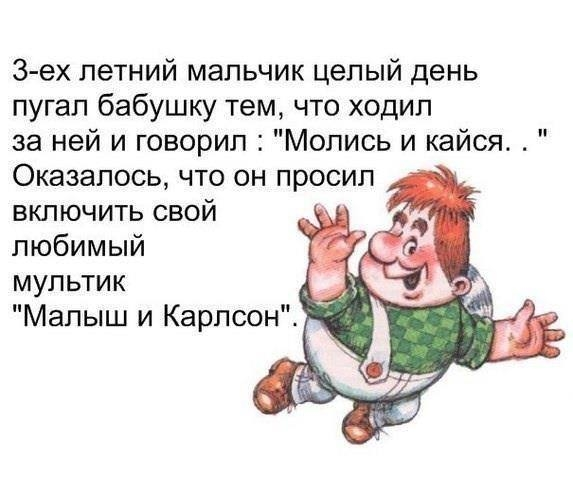 3-ех летний мальчик целый день
пугал бабушку тем, что ходил
за ней и говорил : "Молись и кайся. . "
Оказалось, что он просил
включить свой
любимый
мультик
"Малыш и Карлсон".